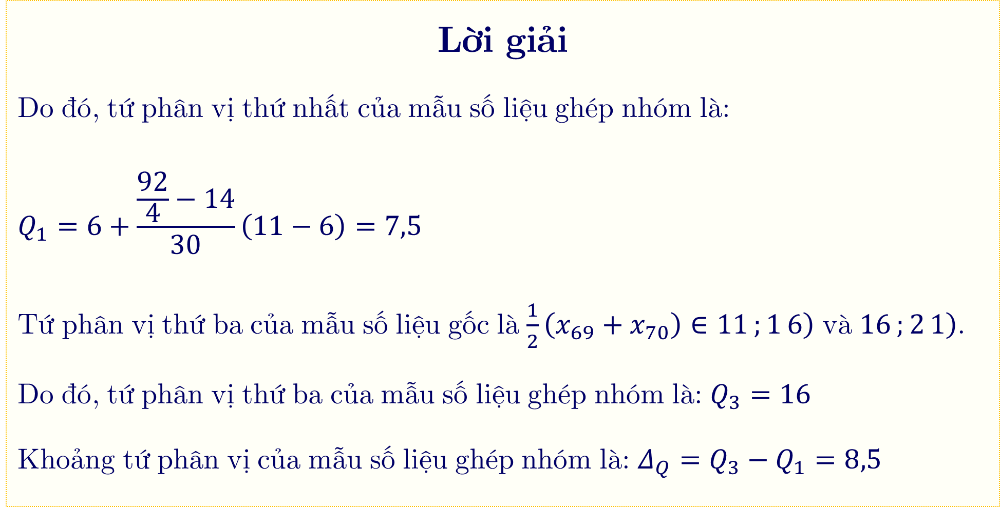 Lời giải
Do đó, tứ phân vị thứ nhất của mẫu số liệu ghép nhóm là:
$Q_1 = 6 + \frac{\frac{92}{4} - 14}{30}(11 - 6) = 7,5$
Tứ phân vị thứ ba của mẫu số liệu gốc là $\frac{1}{2}(x_{69} + x_{70}) \in 11 ; 1 6)$ và $16 ; 2 1)$.
Do đó, tứ phân vị thứ ba của mẫu số liệu ghép nhóm là: $Q_3 = 16$
Khoảng tứ phân vị của mẫu số liệu ghép nhóm là: $\Delta_Q = Q_3 - Q_1 = 8,5$